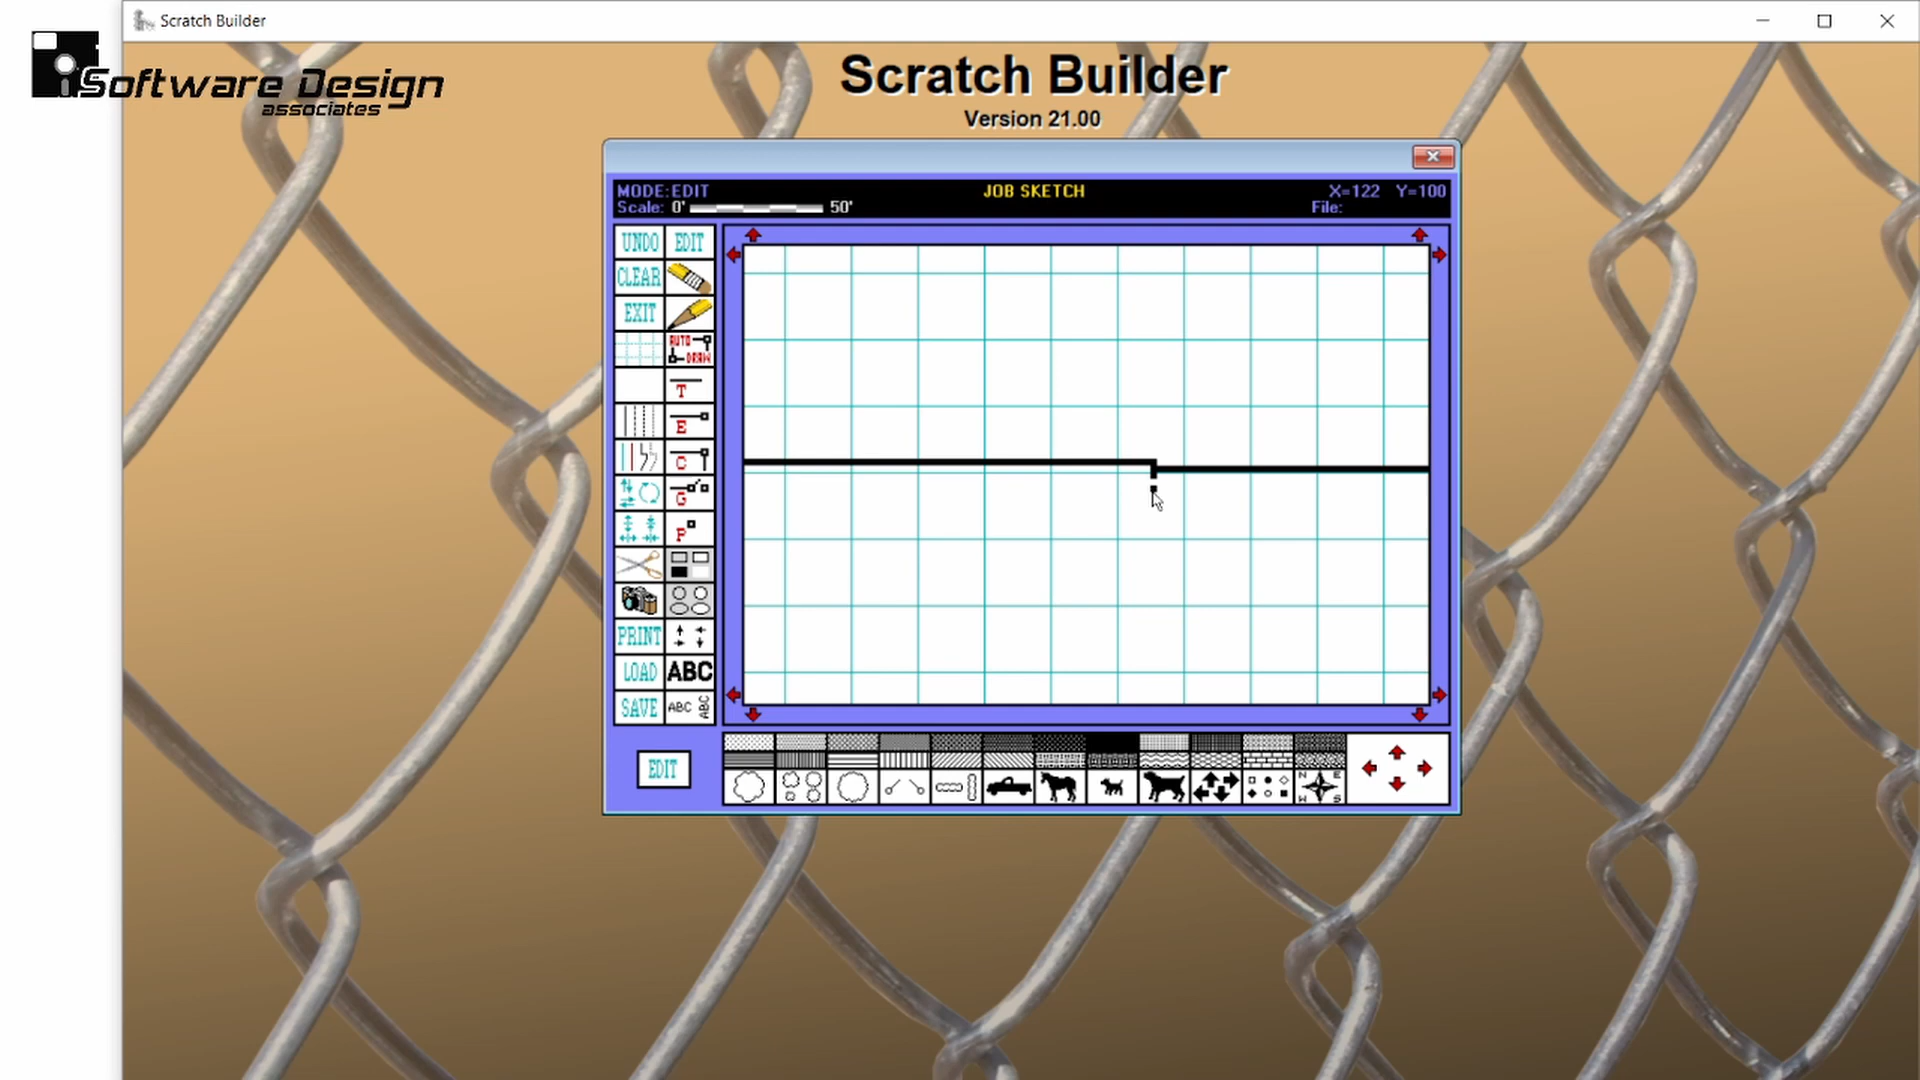 Scratch Builder
iSoftware Design
associates
Scratch Builder
Version 21.00
MODE:EDIT
JOB SKETCH
X=122 Y=100
Scale: 0' 50'
File:
UNDO EDIT
CLEAR
EXIT
AUTO
DRAW
T
E
C
G
P
PRINT
LOAD ABC
SAVE ABC ABC
EDIT
N E
W S